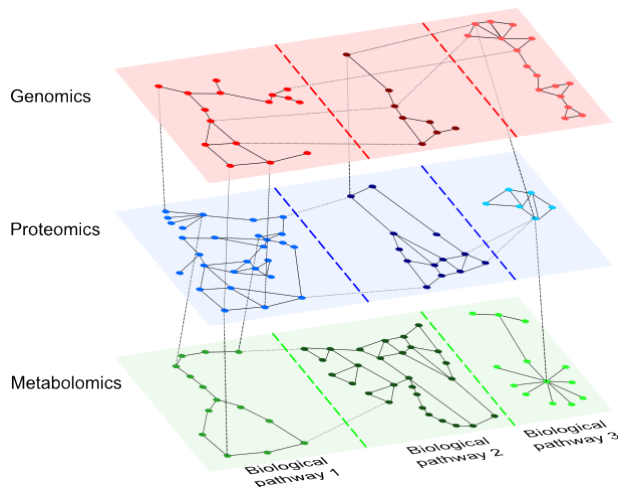 Genomics
Proteomics
Metabolomics
Biological
pathway 1
Biological
pathway 2
Biological
pathway 3